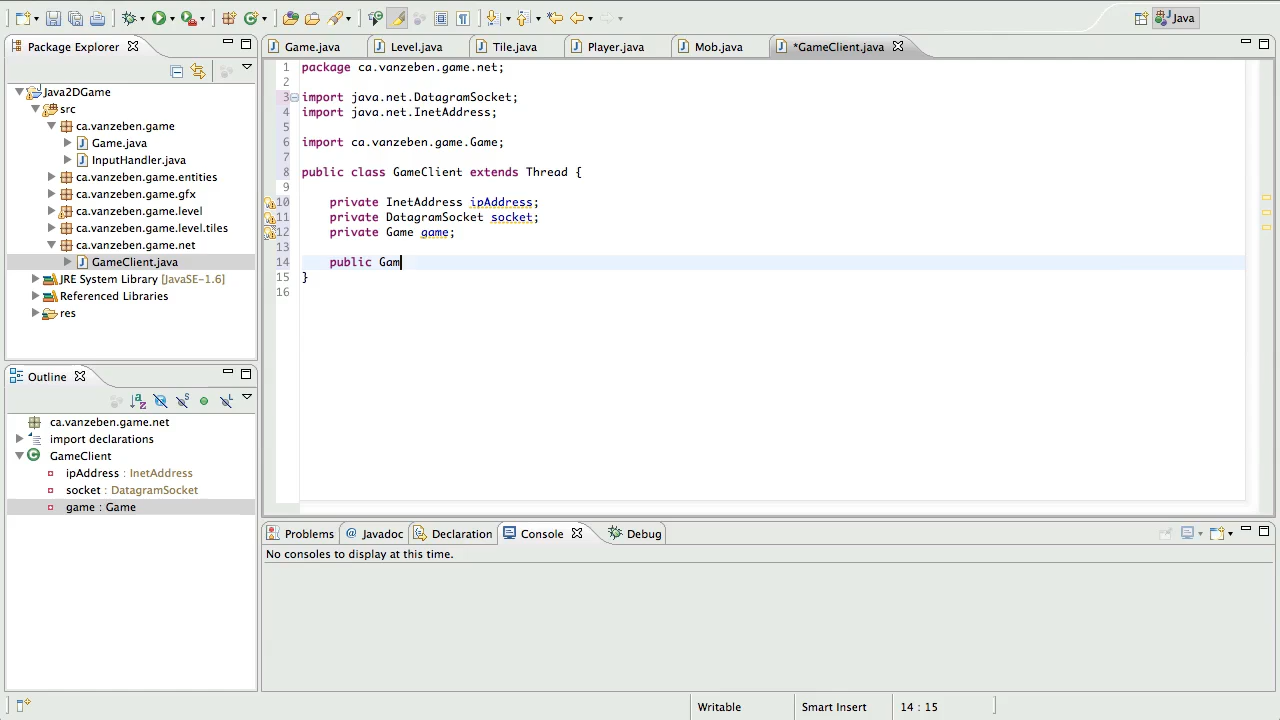 Java
Package Explorer
Game.java
Level.java
Tile.java
Player.java
Mob.java
*GameClient.java
Java2DGame
src
ca.vanzeben.game
Game.java
InputHandler.java
ca.vanzeben.game.entities
ca.vanzeben.game.gfx
ca.vanzeben.game.level
ca.vanzeben.game.level.tiles
ca.vanzeben.game.net
GameClient.java
JRE System Library [JavaSE-1.6]
Referenced Libraries
res
1 package ca.vanzeben.game.net;
2
3 import java.net.DatagramSocket;
4 import java.net.InetAddress;
5
6 import ca.vanzeben.game.Game;
7
8 public class GameClient extends Thread {
9
10 private InetAddress ipAddress;
11 private DatagramSocket socket;
12 private Game game;
13
14 public Gam
15 }
16
Outline
ca.vanzeben.game.net
import declarations
GameClient
ipAddress : InetAddress
socket : DatagramSocket
game : Game
Problems
@ Javadoc
Declaration
Console
Debug
No consoles to display at this time.
Writable
Smart Insert
14 : 15